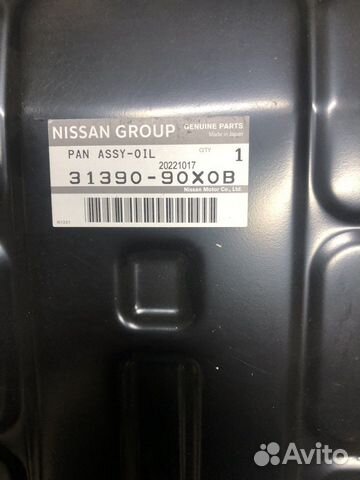 NISSAN GROUP
GENUINE PARTS
Made in Japan
PAN ASSY-OIL
QTY 1
20221017
31390-90X0B
Nissan Motor Co., Ltd.
Avito